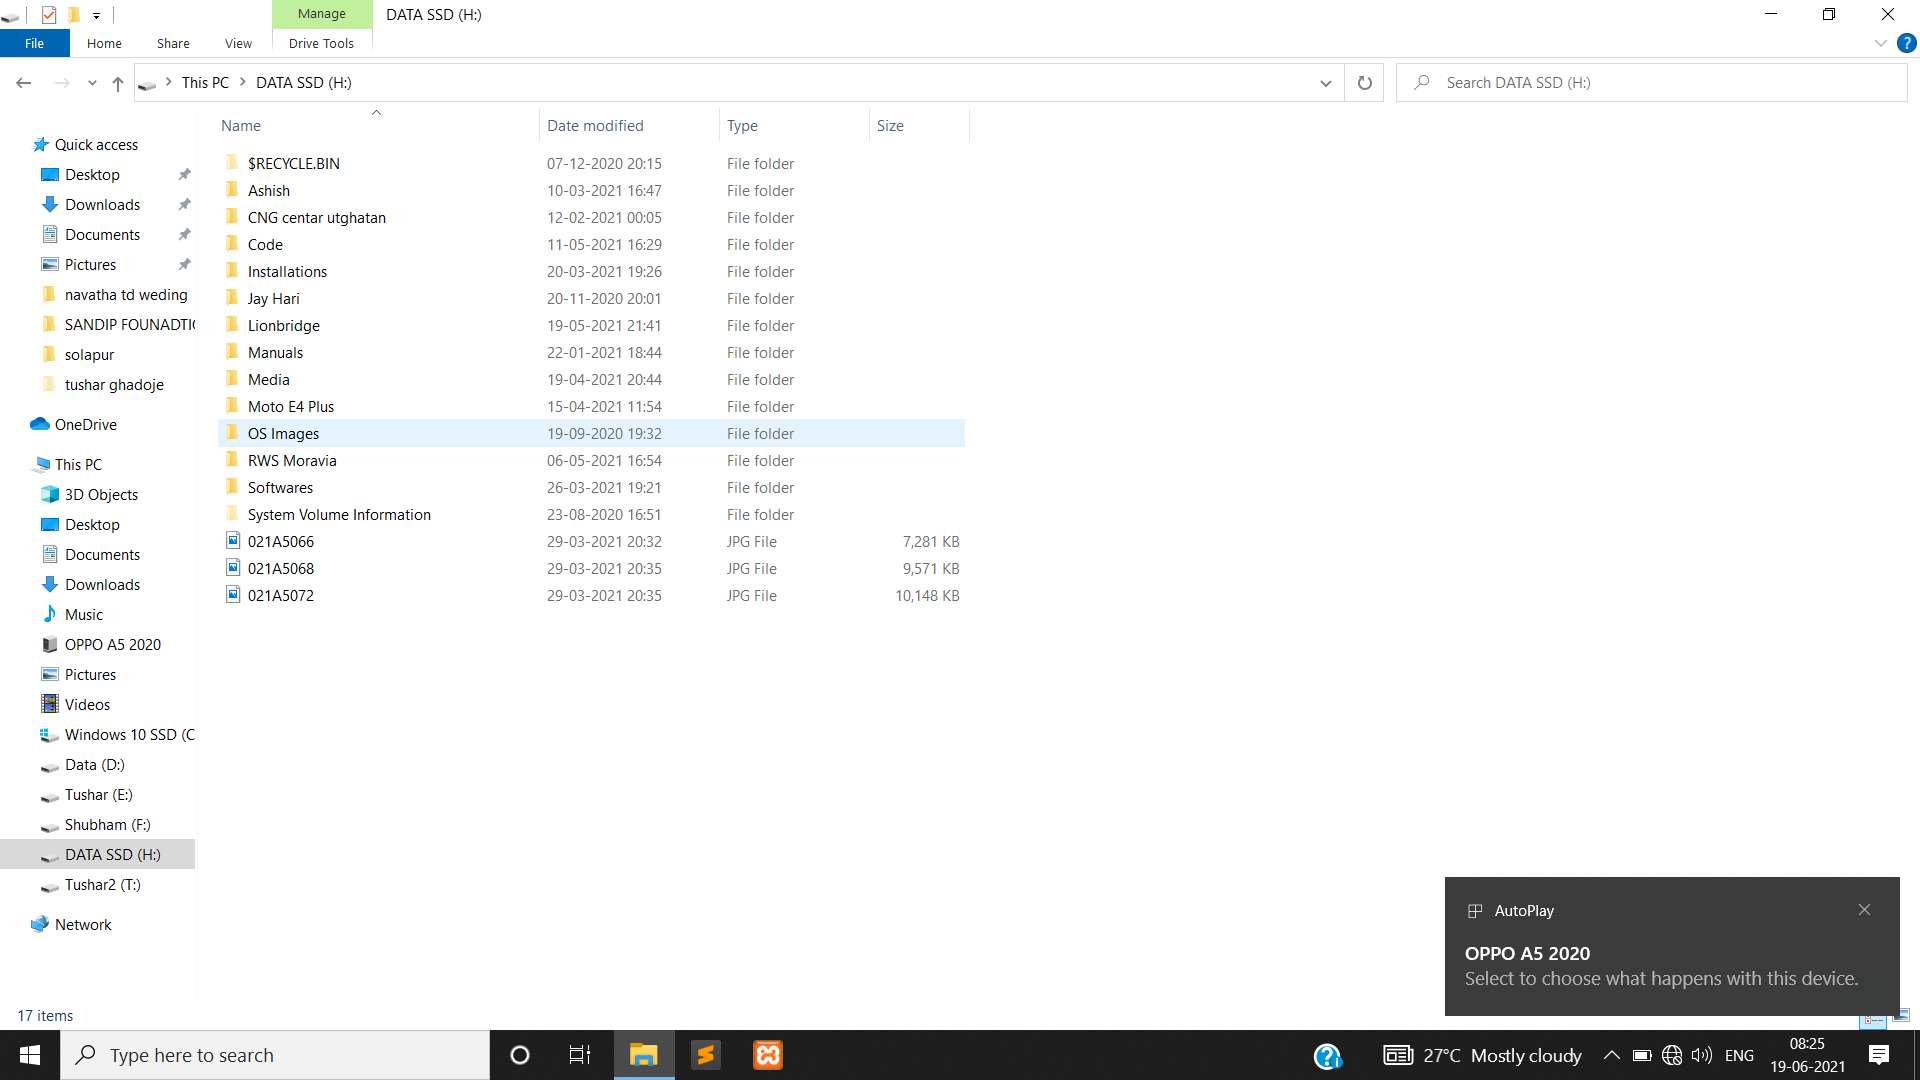 Manage
DATA SSD (H:)
File
Home
Share
View
Drive Tools
This PC
DATA SSD (H:)
Search DATA SSD (H:)
Name
Date modified
Type
Size
Quick access
Desktop
Downloads
Documents
Pictures
navatha td weding
SANDIP FOUNADTI
solapur
tushar ghadoje
OneDrive
This PC
3D Objects
Desktop
Documents
Downloads
Music
OPPO A5 2020
Pictures
Videos
Windows 10 SSD (C
Data (D:)
Tushar (E:)
Shubham (F:)
DATA SSD (H:)
Tushar2 (T:)
Network
$RECYCLE.BIN 07-12-2020 20:15 File folder
Ashish 10-03-2021 16:47 File folder
CNG centar utghatan 12-02-2021 00:05 File folder
Code 11-05-2021 16:29 File folder
Installations 20-03-2021 19:26 File folder
Jay Hari 20-11-2020 20:01 File folder
Lionbridge 19-05-2021 21:41 File folder
Manuals 22-01-2021 18:44 File folder
Media 19-04-2021 20:44 File folder
Moto E4 Plus 15-04-2021 11:54 File folder
OS Images 19-09-2020 19:32 File folder
RWS Moravia 06-05-2021 16:54 File folder
Softwares 26-03-2021 19:21 File folder
System Volume Information 23-08-2020 16:51 File folder
021A5066 29-03-2021 20:32 JPG File 7,281 KB
021A5068 29-03-2021 20:35 JPG File 9,571 KB
021A5072 29-03-2021 20:35 JPG File 10,148 KB
AutoPlay
OPPO A5 2020
Select to choose what happens with this device.
17 items
Type here to search
27°C Mostly cloudy
ENG
08:25
19-06-2021